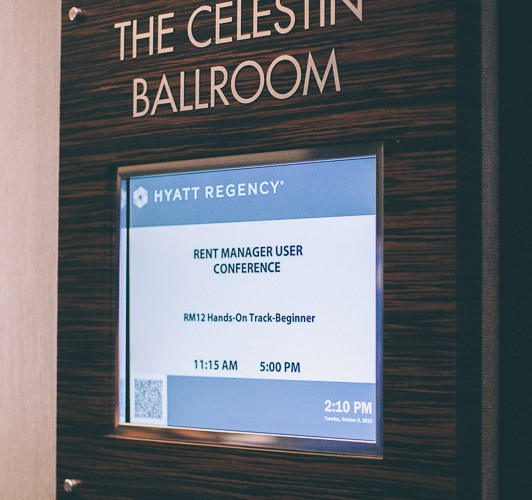 THE CELESTIN
BALLROOM
HYATT REGENCY®
RENT MANAGER USER
CONFERENCE
RM12 Hands-On Track-Beginner
11:15 AM 5:00 PM
2:10 PM